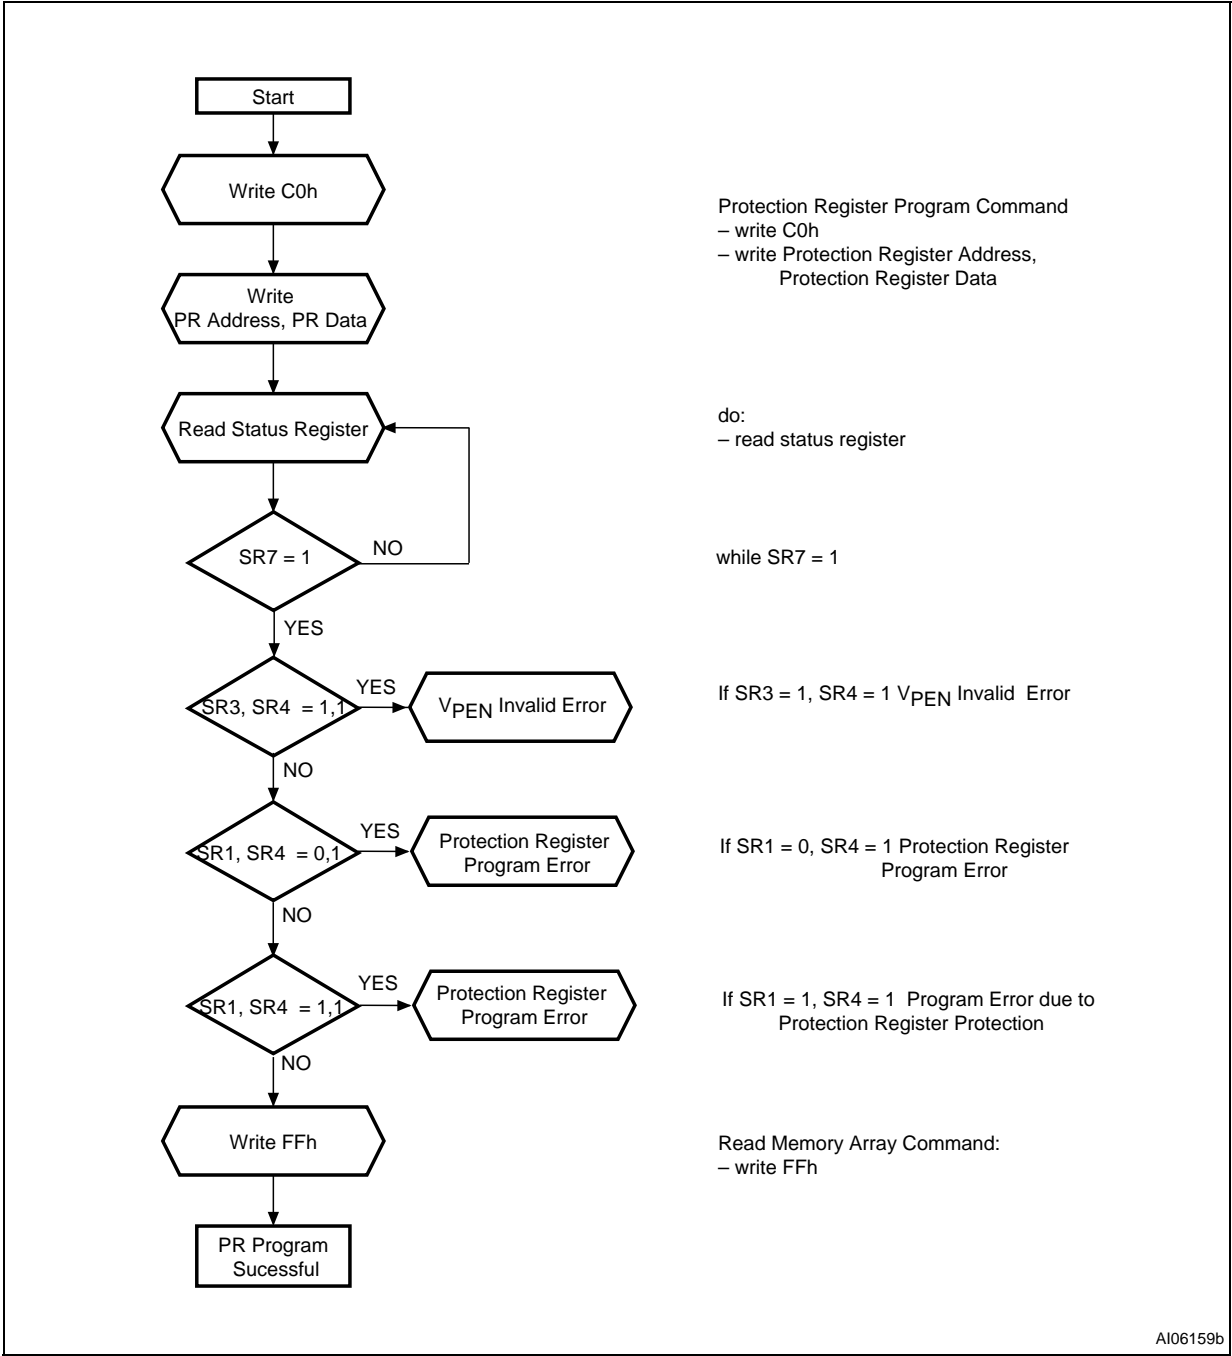 Start
Write C0h
Protection Register Program Command
– write C0h
– write Protection Register Address,
Protection Register Data
Write
PR Address, PR Data
Read Status Register
do:
– read status register
SR7 = 1
NO
while SR7 = 1
YES
SR3, SR4 = 1,1
YES
VPEN Invalid Error
If SR3 = 1, SR4 = 1 VPEN Invalid Error
NO
SR1, SR4 = 0,1
YES
Protection Register
Program Error
If SR1 = 0, SR4 = 1 Protection Register
Program Error
NO
SR1, SR4 = 1,1
YES
Protection Register
Program Error
If SR1 = 1, SR4 = 1 Program Error due to
Protection Register Protection
NO
Write FFh
Read Memory Array Command:
– write FFh
PR Program
Sucessful
AI06159b